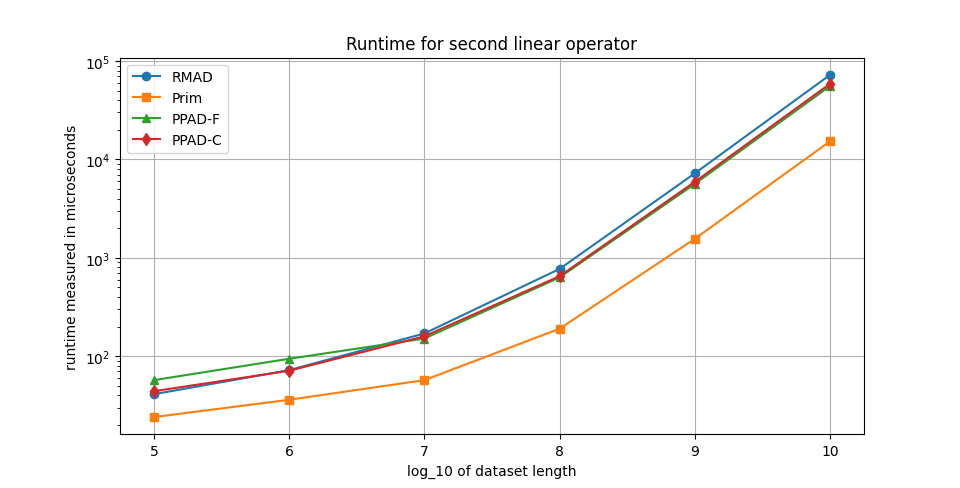 Runtime for second linear operator
RMAD
Prim
PPAD-F
PPAD-C
runtime measured in microseconds
10^5
10^4
10^3
10^2
5 6 7 8 9 10
log_10 of dataset length